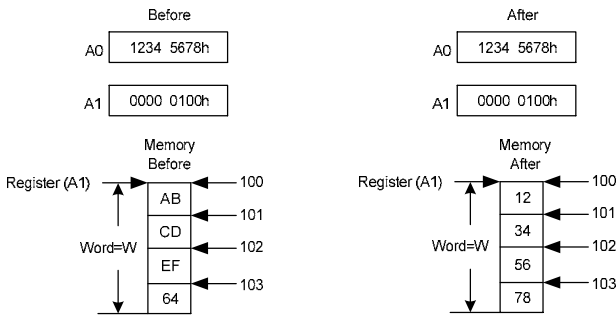 Before
A0 1234 5678h
A1 0000 0100h
Memory
Before
Register (A1)
100
AB
101
CD
Word=W
102
EF
103
64
After
A0 1234 5678h
A1 0000 0100h
Memory
After
Register (A1)
100
12
101
34
Word=W
102
56
103
78